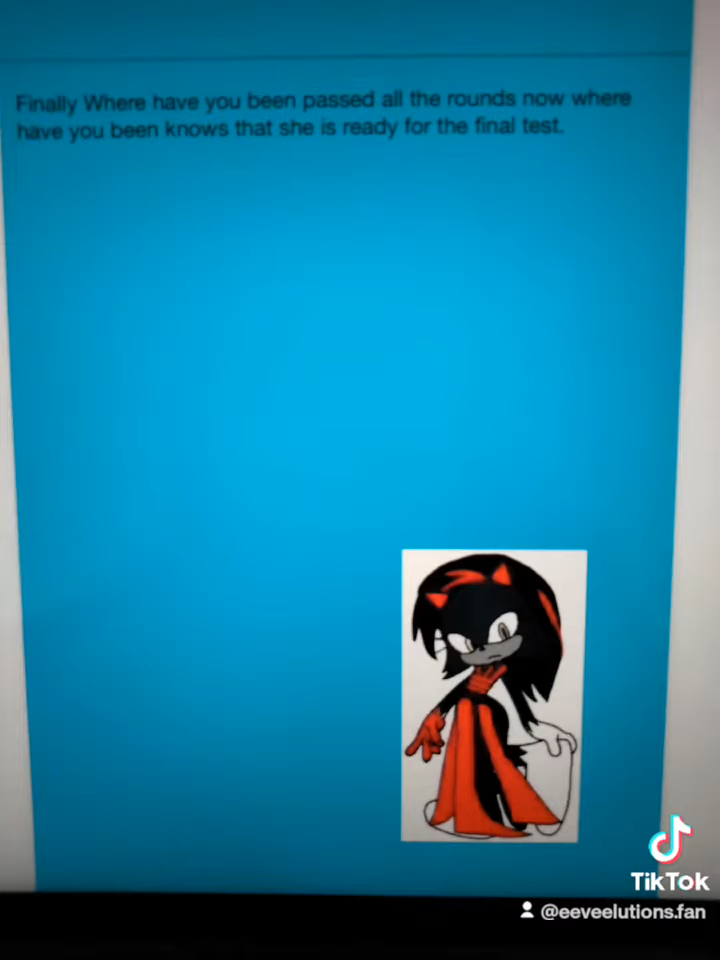 Finally Where have you been passed all the rounds now where
have you been knows that she is ready for the final test.
TikTok
@eeveelutions.fan